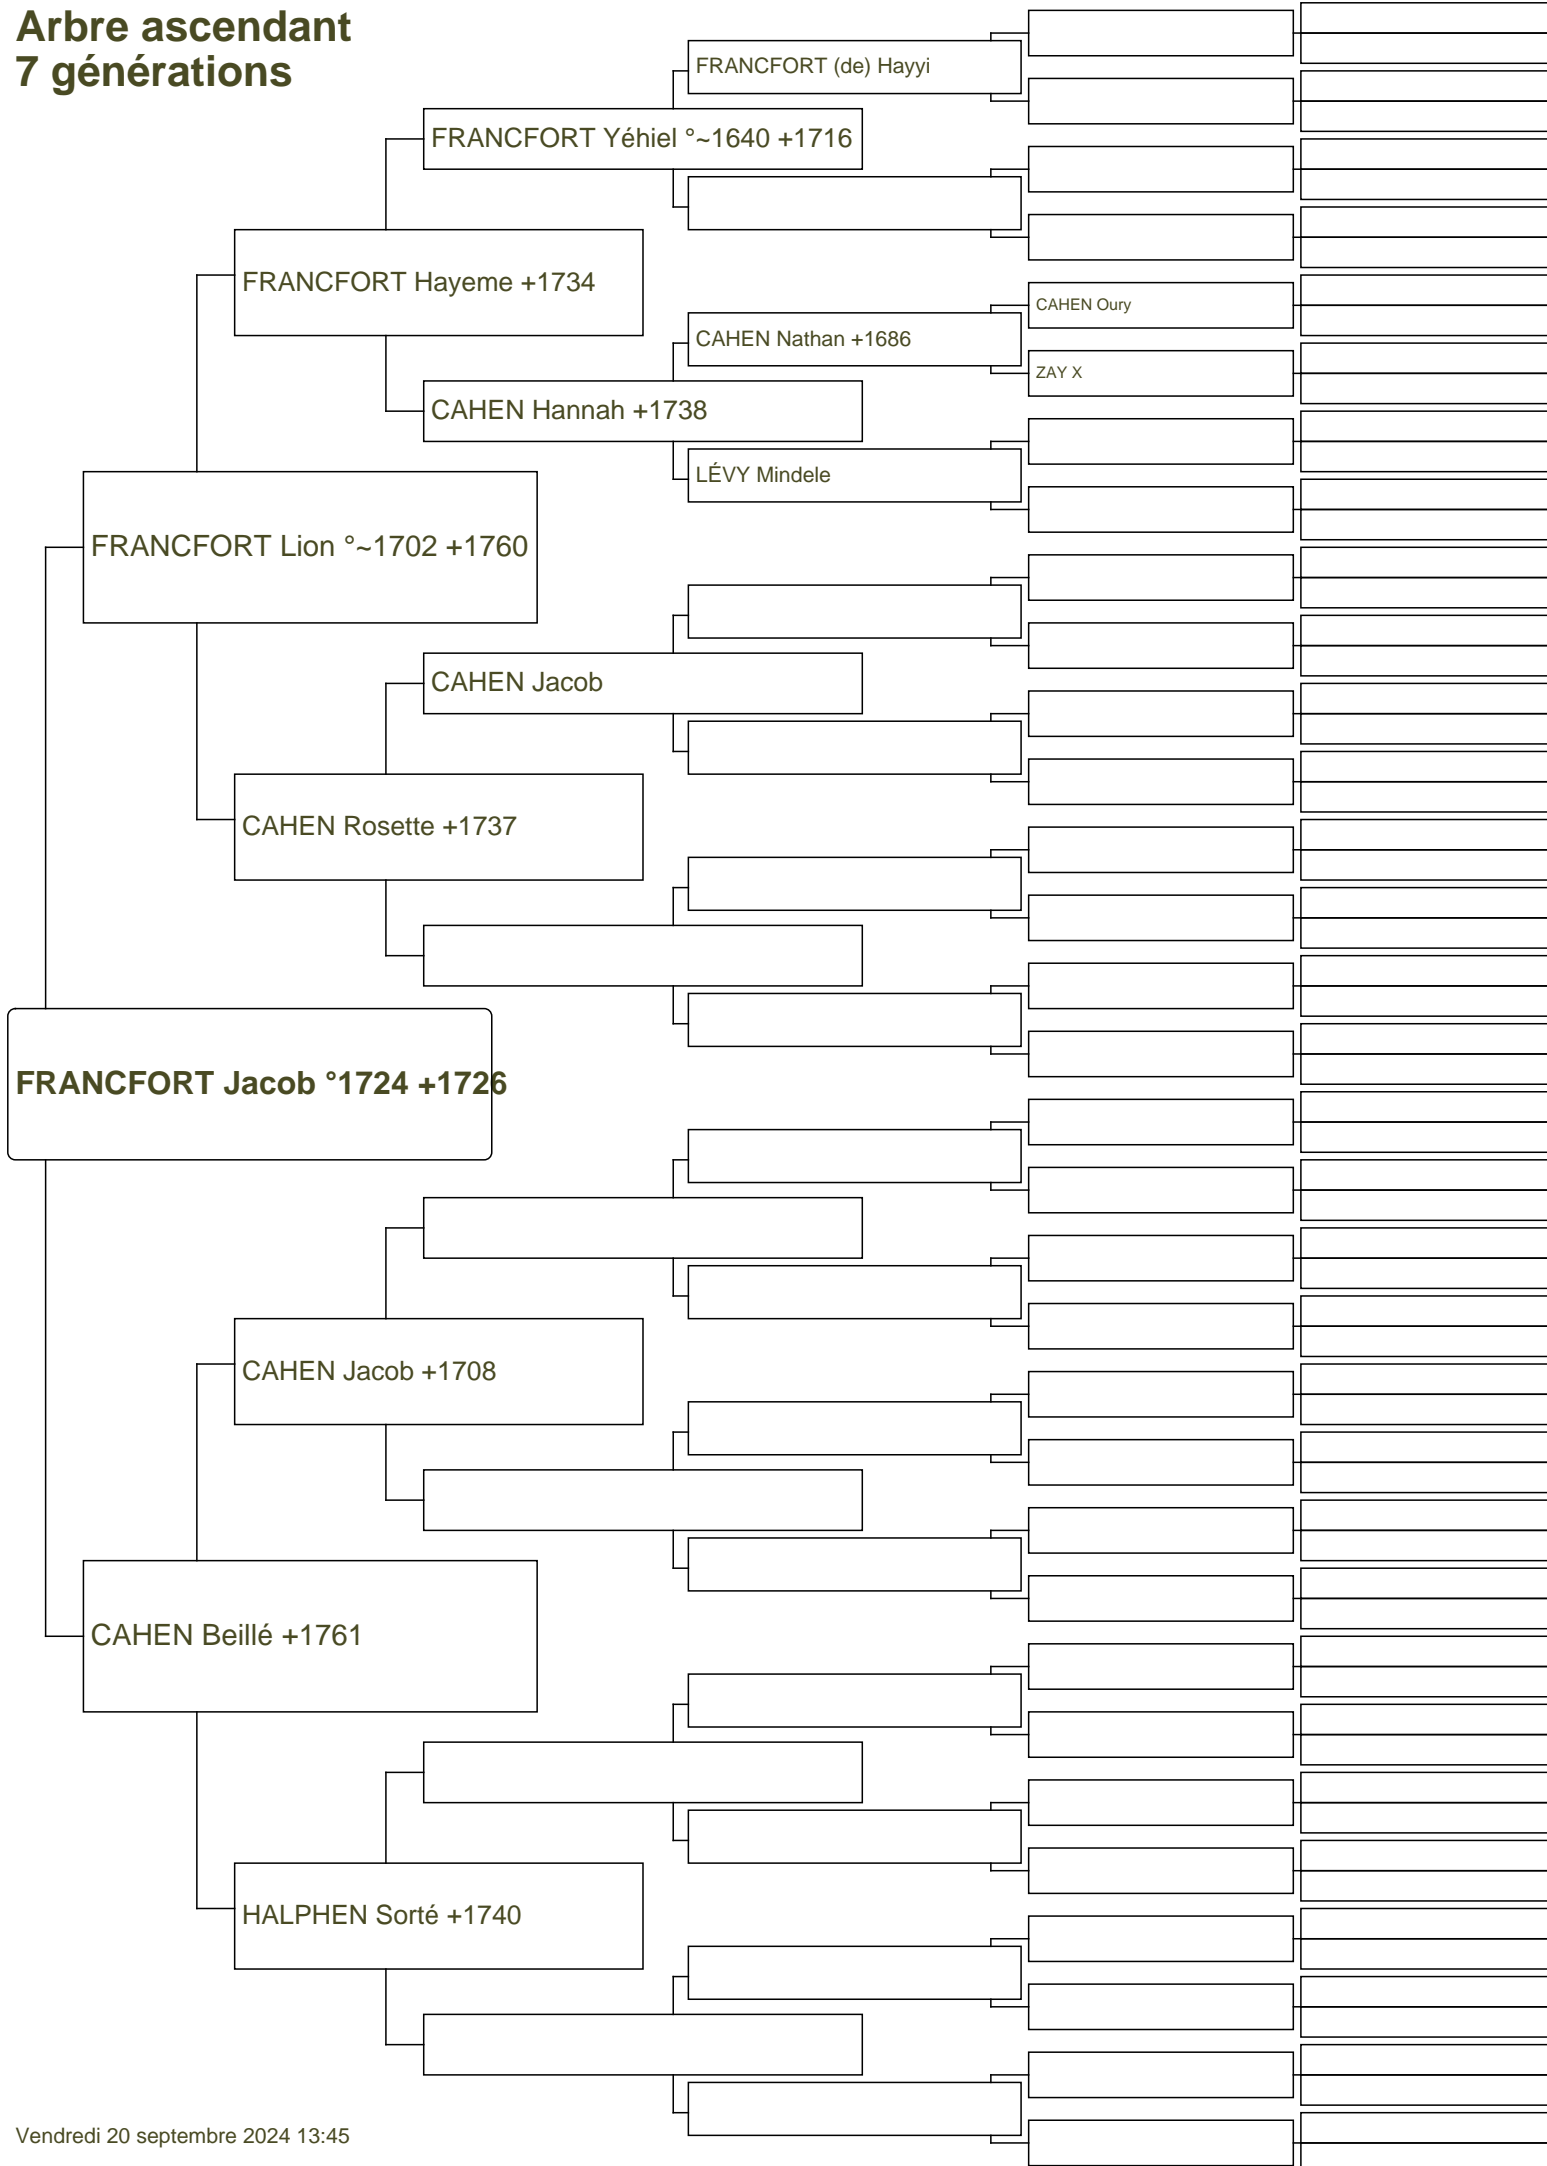 Arbre ascendant
7 générations
FRANCFORT (de) Hayyi
FRANCFORT Yéhiel °~1640 +1716
FRANCFORT Hayeme +1734
CAHEN Oury
CAHEN Nathan +1686
ZAY X
CAHEN Hannah +1738
LÉVY Mindele
FRANCFORT Lion °~1702 +1760
CAHEN Jacob
CAHEN Rosette +1737
FRANCFORT Jacob °1724 +1726
CAHEN Jacob +1708
CAHEN Beillé +1761
HALPHEN Sorté +1740
Vendredi 20 septembre 2024 13:45